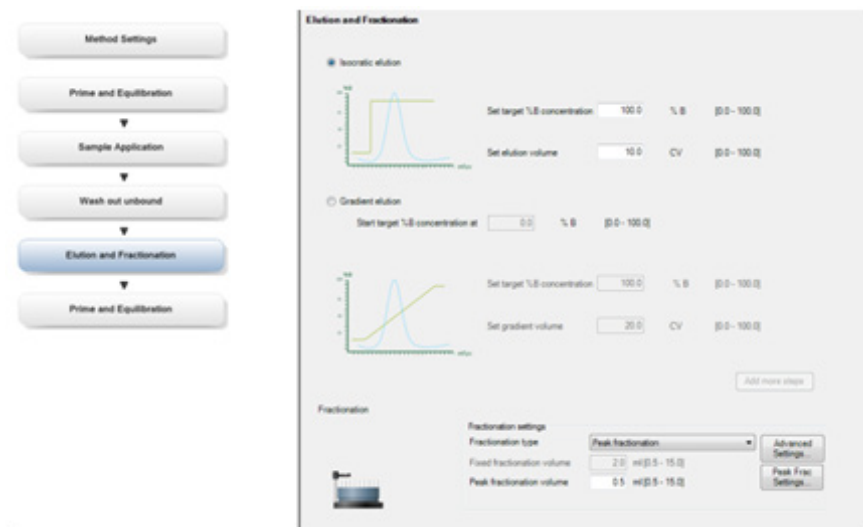 Method Settings
Prime and Equilibration
Sample Application
Wash out unbound
Elution and Fractionation
Prime and Equilibration
Elution and Fractionation
Isocratic elution
Set target %B concentration 100.0 % B [0.0 - 100.0]
Set elution volume 10.0 CV [0.0 - 100.0]
Gradient elution
Start target %B concentration at 0.0 % B [0.0 - 100.0]
Set target %B concentration 100.0 % B [0.0 - 100.0]
Set gradient volume 20.0 CV [0.0 - 100.0]
Add more steps
Fractionation
Fractionation settings
Fractionation type Peak fractionation Advanced
Settings...
Fixed fractionation volume 2.0 ml [0.5 - 15.0]
Peak fractionation volume 0.5 ml [0.5 - 15.0] Peak Frac
Settings...